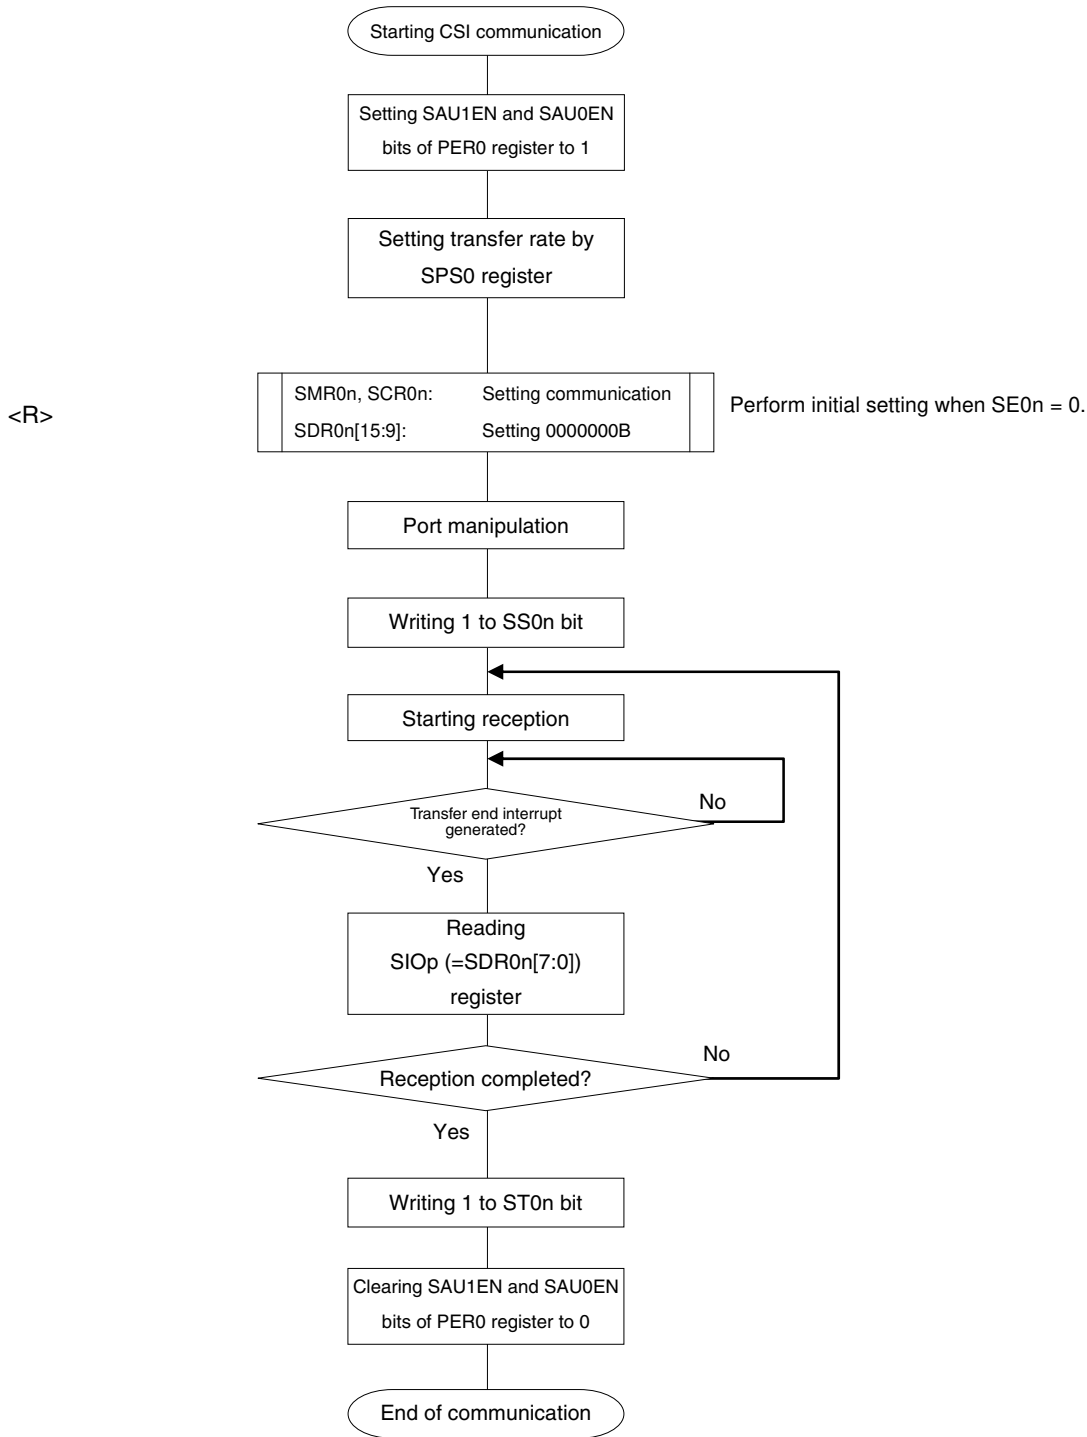 Starting CSI communication
Setting SAU1EN and SAU0EN
bits of PER0 register to 1
Setting transfer rate by
SPS0 register
<R>
SMR0n, SCR0n: Setting communication
SDR0n[15:9]: Setting 0000000B
Perform initial setting when SE0n = 0.
Port manipulation
Writing 1 to SS0n bit
Starting reception
Transfer end interrupt
generated?
No
Yes
Reading
SIOp (=SDR0n[7:0])
register
Reception completed?
No
Yes
Writing 1 to ST0n bit
Clearing SAU1EN and SAU0EN
bits of PER0 register to 0
End of communication